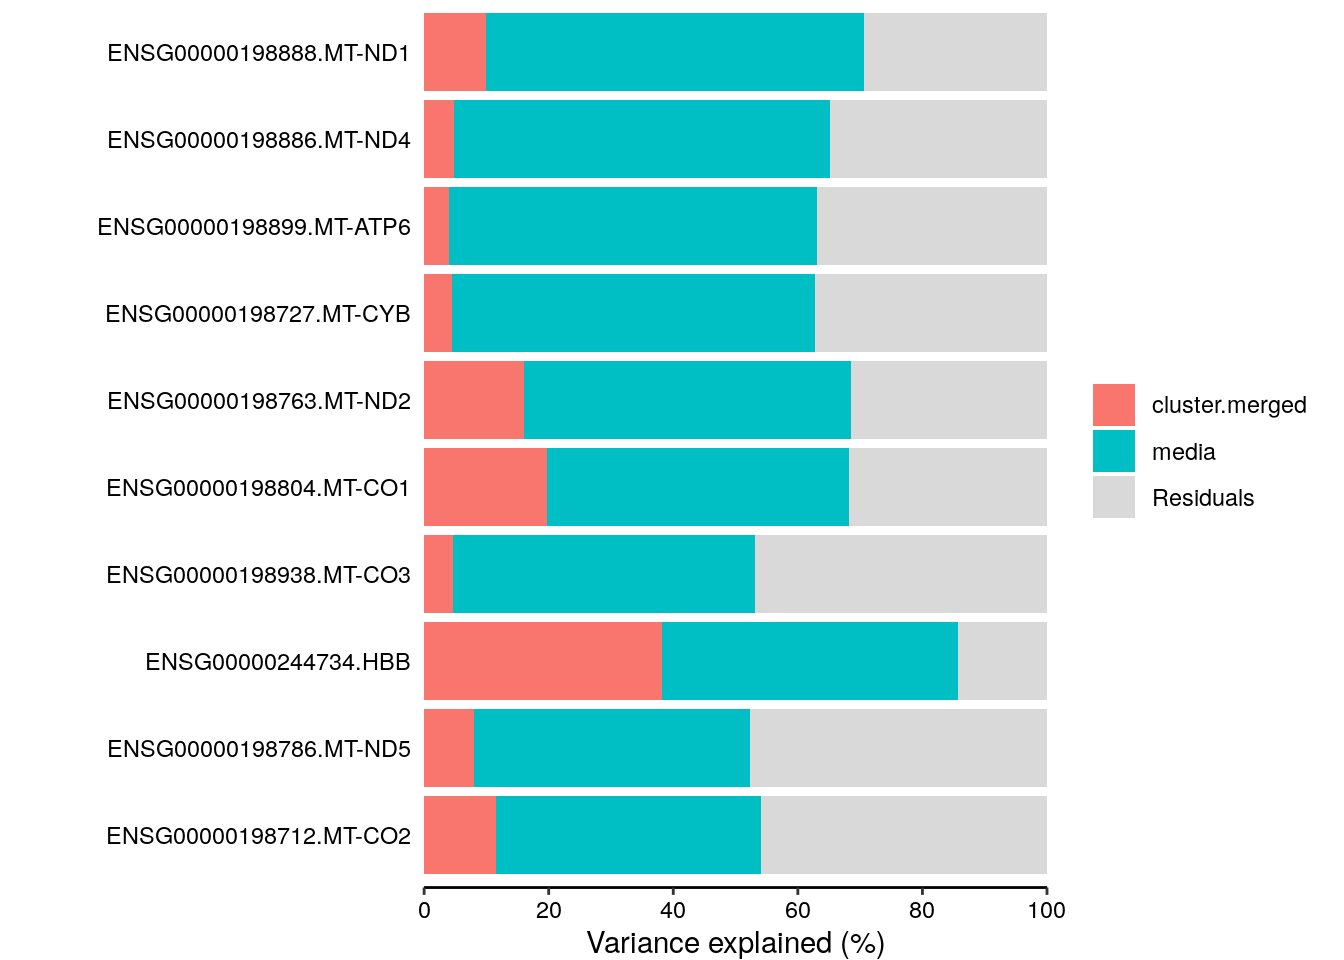 ENSG00000198888.MT-ND1
ENSG00000198886.MT-ND4
ENSG00000198899.MT-ATP6
ENSG00000198727.MT-CYB
ENSG00000198763.MT-ND2
ENSG00000198804.MT-CO1
ENSG00000198938.MT-CO3
ENSG00000244734.HBB
ENSG00000198786.MT-ND5
ENSG00000198712.MT-CO2
0 20 40 60 80 100
Variance explained (%)
cluster.merged
media
Residuals